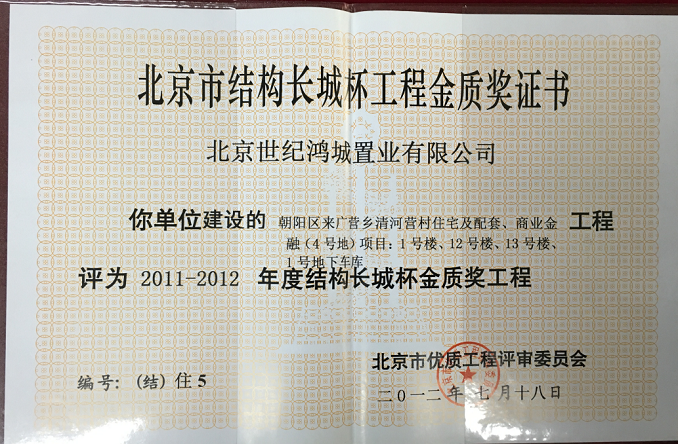 北京市结构长城杯工程金质奖证书
北京世纪鸿城置业有限公司
你单位建设的 朝阳区来广营乡清河营村住宅及配套、商业金 工程
融（4号地）项目：1号楼、12号楼、13号楼、
1号地下车库
评为 2011-2012 年度结构长城杯金质奖工程
北京市优质工程评审委员会
编号：（结）住5
二〇一二年七月十八日